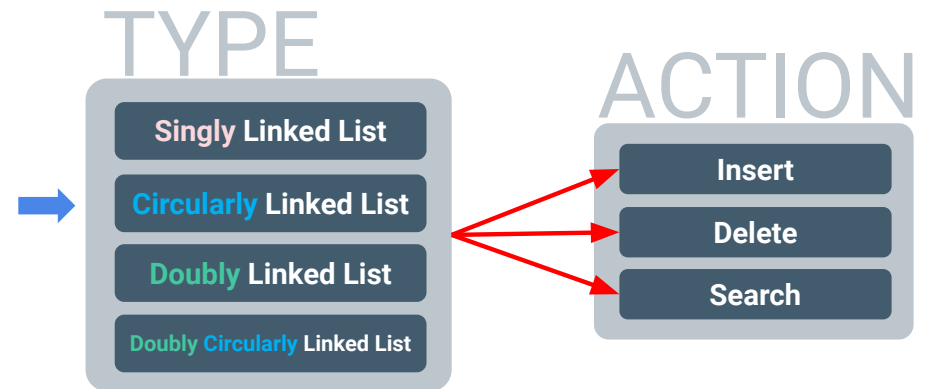 TYPE
Singly Linked List
Circularly Linked List
Doubly Linked List
Doubly Circularly Linked List
ACTION
Insert
Delete
Search